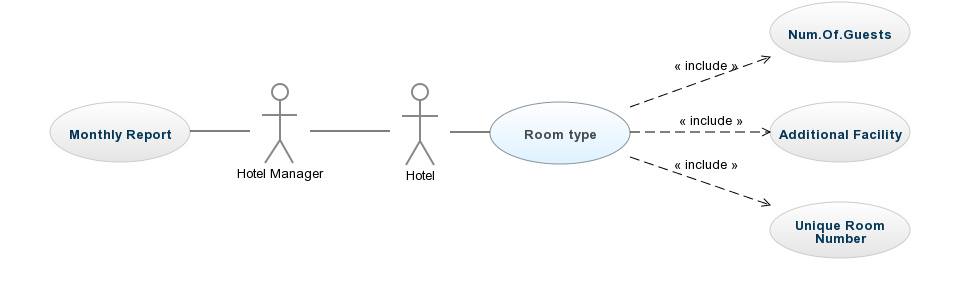 Num.Of.Guests
« include »
« include »
Monthly Report
Room type
Additional Facility
« include »
Hotel Manager
Hotel
Unique Room
Number